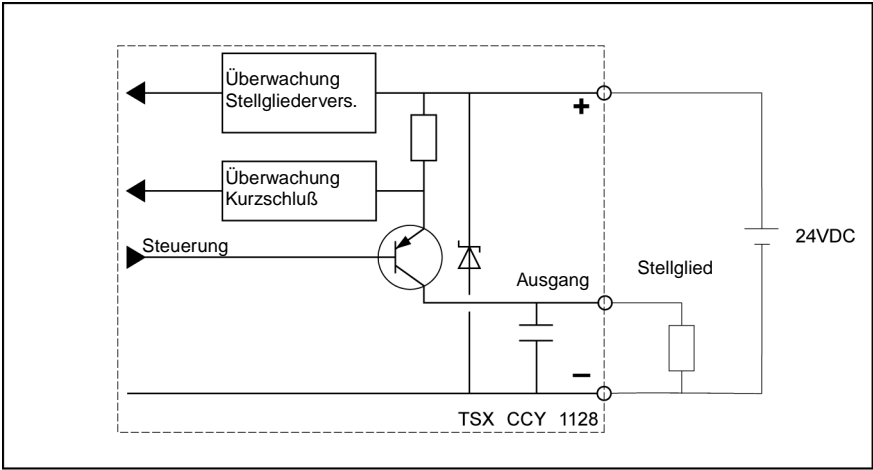 Überwachung
Stellgliedervers.
+
Überwachung
Kurzschluß
Steuerung
24VDC
Ausgang
Stellglied
−
TSX CCY 1128